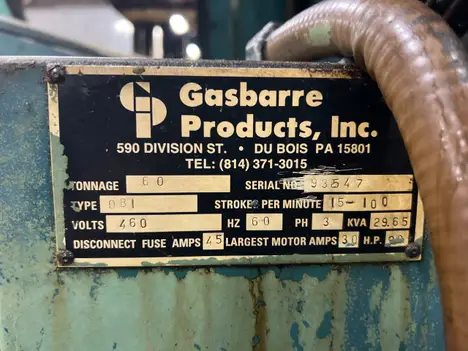 Gasbarre
Products, Inc.
590 DIVISION ST. • DU BOIS PA 15801
TEL: (814) 371-3015
TONNAGE 60 SERIAL NO. 93547
TYPE OBI STROKE PER MINUTE 15-100
VOLTS 460 HZ 60 PH 3 KVA 29.65
DISCONNECT FUSE AMPS 45 LARGEST MOTOR AMPS 30 H.P.